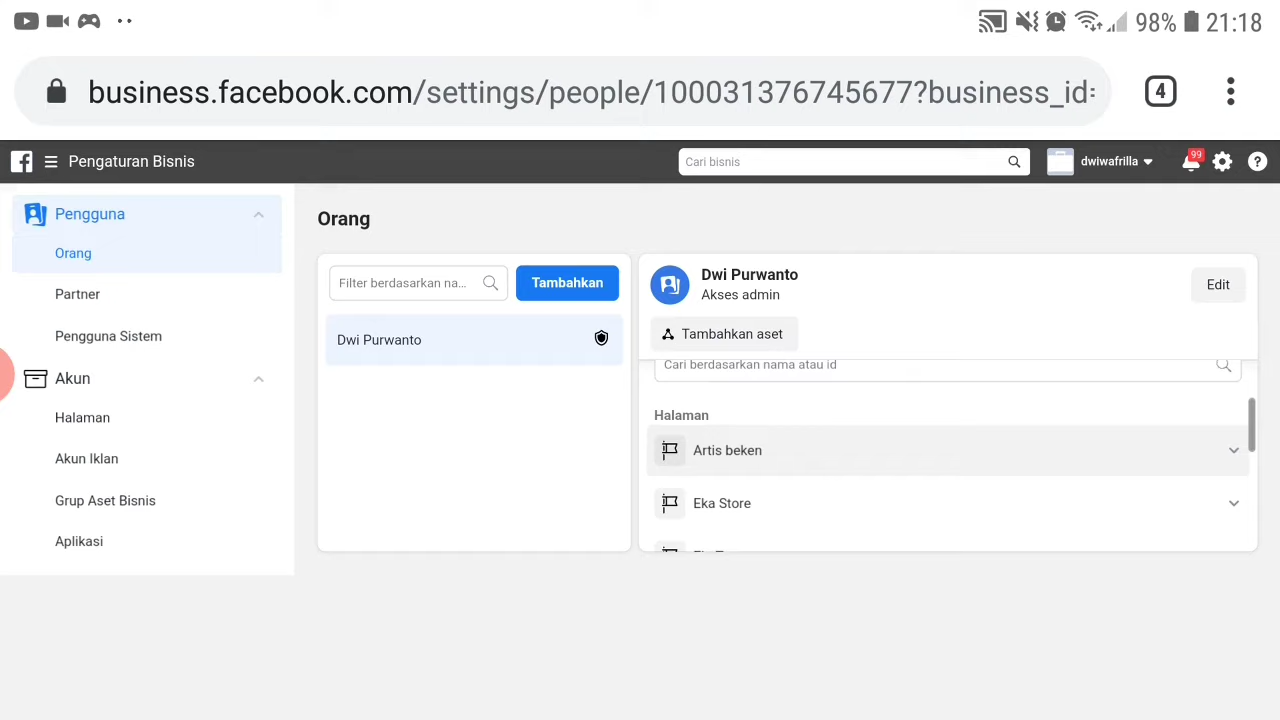 98% 21:18
business.facebook.com/settings/people/100031376745677?business_id=
4
Pengaturan Bisnis
Cari bisnis
dwiwafrilla
99
Pengguna
Orang
Partner
Pengguna Sistem
Akun
Halaman
Akun Iklan
Grup Aset Bisnis
Aplikasi
Orang
Filter berdasarkan na...
Tambahkan
Dwi Purwanto
Dwi Purwanto
Akses admin
Edit
Tambahkan aset
Cari berdasarkan nama atau id
Halaman
Artis beken
Eka Store